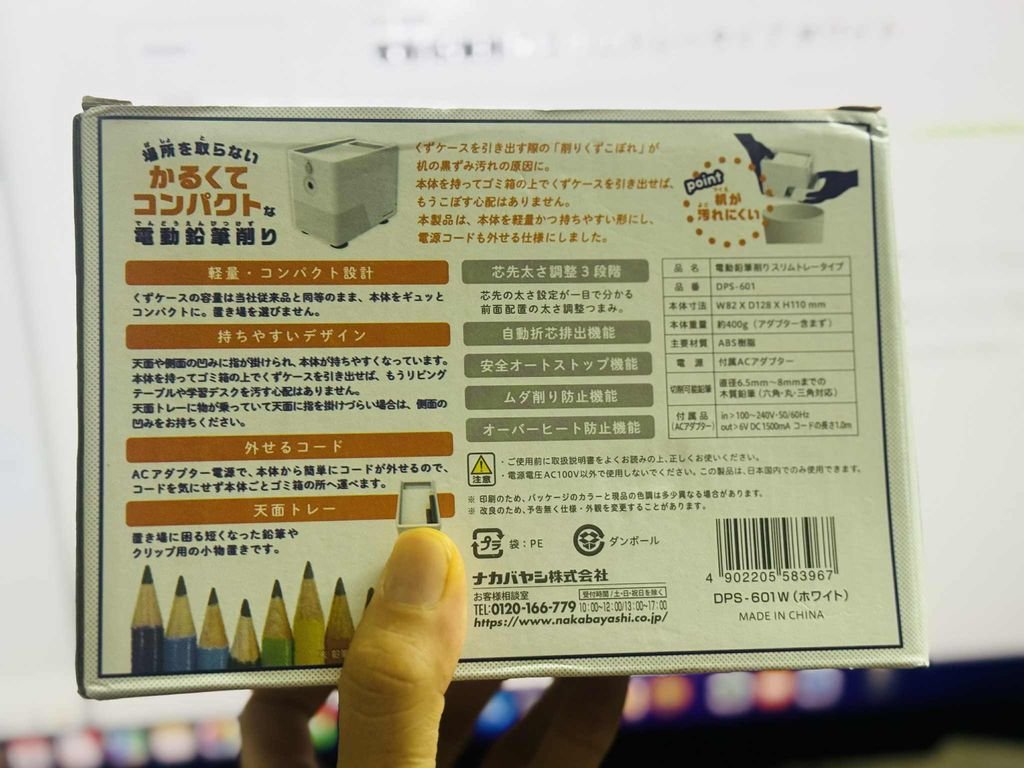 場所を取らない
かるくて
コンパクトな
電動鉛筆削り
くずケースを引き出す際の「削りくずこぼれ」が
机の黒ずみ汚れの原因に。
本体を持ってゴミ箱の上でくずケースを引き出せば、
もうこぼす心配はありません。
本製品は、本体を軽量かつ持ちやすい形にし、
電源コードも外せる仕様にしました。
point
机が
汚れにくい
軽量・コンパクト設計
くずケースの容量は当社従来品と同等のまま、本体をギュッと
コンパクトに。置き場を選びません。
持ちやすいデザイン
天面や側面の凹みに指が掛けられ、本体が持ちやすくなっています。
本体を持ってゴミ箱の上でくずケースを引き出せば、もうリビング
テーブルや学習デスクを汚す心配はありません。
天面トレーに物が乗っていて天面に指を掛けづらい場合は、側面の
凹みをお持ちください。
外せるコード
ACアダプター電源で、本体から簡単にコードが外せるので、
コードを気にせず本体ごとゴミ箱の所へ運べます。
天面トレー
置き場に困る短くなった鉛筆や
クリップ用の小物置きです。
芯先太さ調整3段階
芯先の太さ設定が一目で分かる
前面配置の太さ調整つまみ。
自動折芯排出機能
安全オートストップ機能
ムダ削り防止機能
オーバーヒート防止機能
品名 電動鉛筆削りスリムトレータイプ
品番 DPS-601
本体寸法 W82 X D128 X H110 mm
本体重量 約400g(アダプター含まず)
主要材質 ABS樹脂
電源 付属ACアダプター
切削可能鉛筆 直径6.5mm〜8mmまでの
木質鉛筆(六角・丸・三角対応)
付属品 in>100〜240V・50/60Hz
(ACアダプター) out>6V DC 1500mA コードの長さ1.0m
注意
・ご使用前に取扱説明書をよくお読みの上、正しくお使いください。
・電源電圧AC100V以外で使用しないでください。この製品は、日本国内でのみ使用できます。
※ 印刷のため、パッケージのカラーと現品の色調は多少異なる場合があります。
※ 改良のため、予告無く仕様・外観を変更することがあります。
プラ 袋:PE
ダンボール
ナカバヤシ株式会社
お客様相談室
TEL:0120-166-779 受付時間/土・日・祝日を除く
10:00〜12:00/13:00〜17:00
https://www.nakabayashi.co.jp/
4 902205 583967
DPS-601W(ホワイト)
MADE IN CHINA